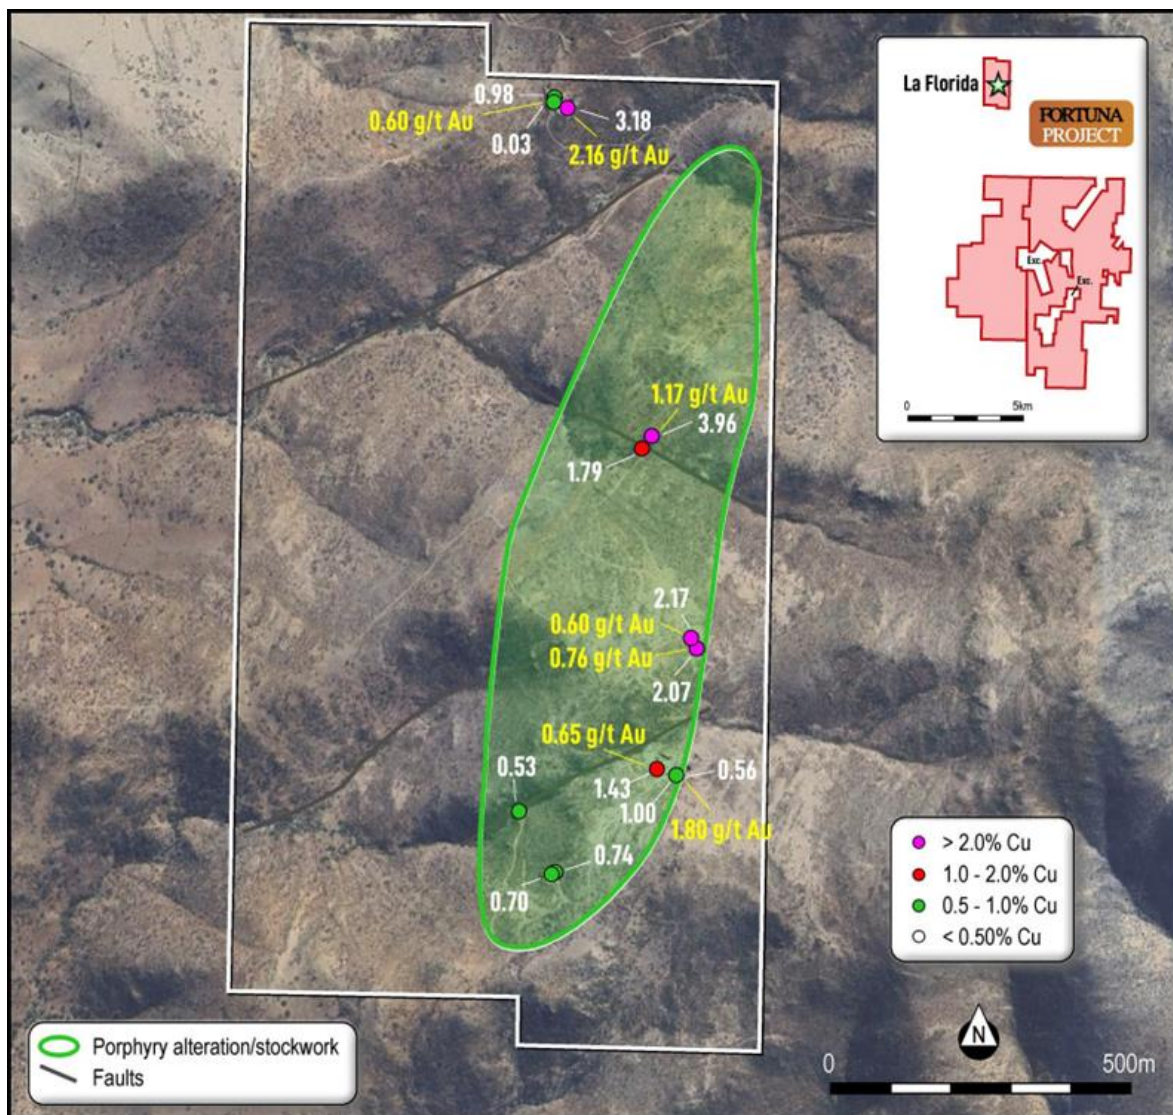 La Florida
FORTUNA
PROJECT
Exc.
Exc.
0 5km
0.98
0.60 g/t Au
0.03
3.18
2.16 g/t Au
1.17 g/t Au
3.96
1.79
2.17
0.60 g/t Au
0.76 g/t Au
2.07
0.65 g/t Au
0.53
1.43
0.56
1.00
1.80 g/t Au
0.74
0.70
> 2.0% Cu
1.0 - 2.0% Cu
0.5 - 1.0% Cu
< 0.50% Cu
Porphyry alteration/stockwork
Faults
N
0 500m